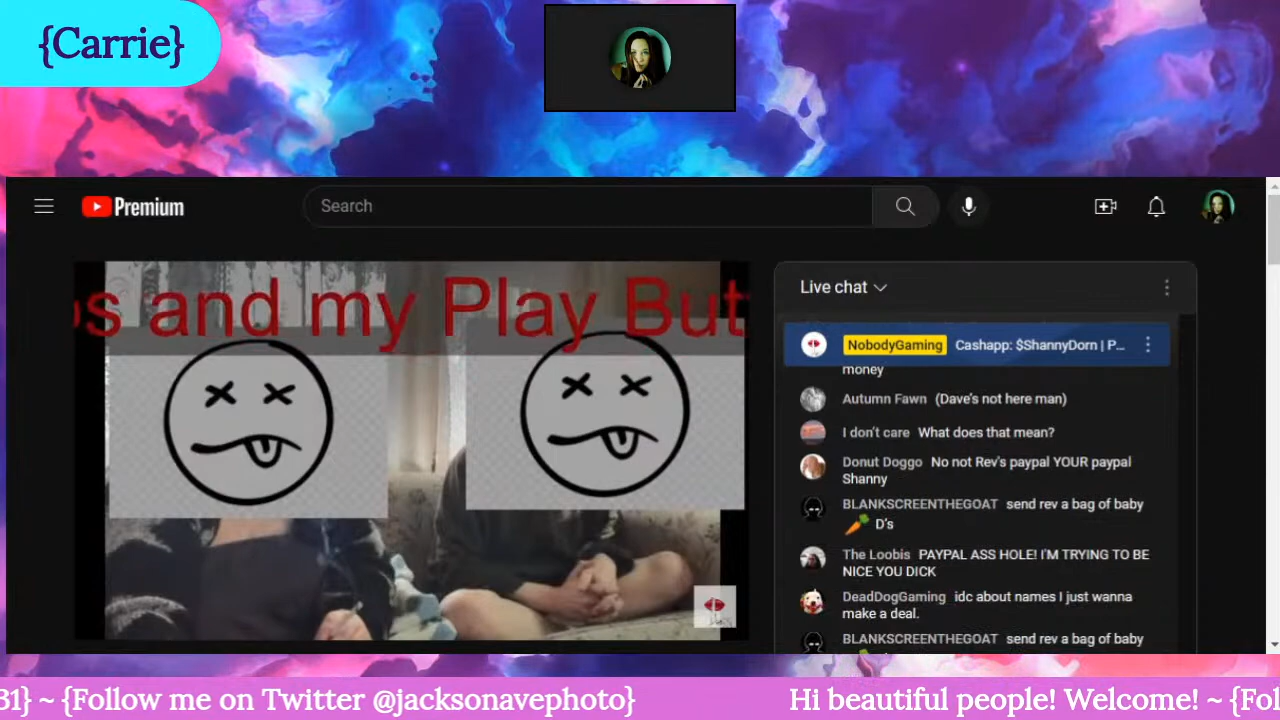 {Carrie}
Premium
Search
s and my Play But
Live chat
NobodyGaming Cashapp: $ShannyDorn | P...
money
Autumn Fawn (Dave's not here man)
I don't care What does that mean?
Donut Doggo No not Rev's paypal YOUR paypal
Shanny
BLANKSCREENTHEGOAT send rev a bag of baby
🥕 D's
The Loobis PAYPAL ASS HOLE! I'M TRYING TO BE
NICE YOU DICK
DeadDogGaming idc about names I just wanna
make a deal.
BLANKSCREENTHEGOAT send rev a bag of baby
31} ~ {Follow me on Twitter @jacksonavephoto}
Hi beautiful people! Welcome! ~ {Fol